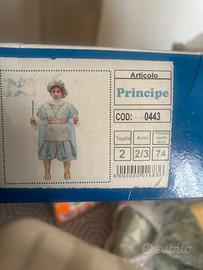 Articolo
Principe
COD: 0443
Taglia Anni
2 2/3 74
subito